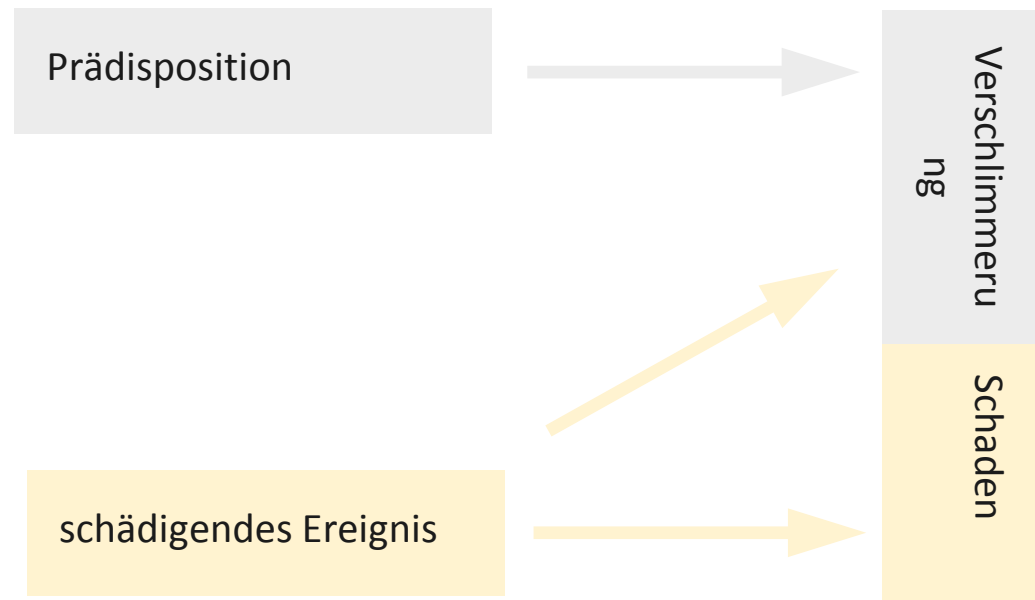 Prädisposition
Verschlimmeru
ng
Schaden
schädigendes Ereignis